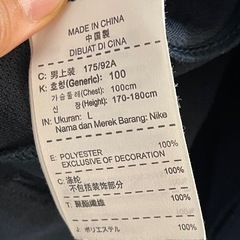 MADE IN CHINA
中国製
DIBUAT DI CINA
C: 男上装 175/92A
K: 호칭(Generic): 100
가슴둘레(Chest): 100cm
신 장(Height): 170-180cm
IN: Ukuran: L
Nama dan Merek Barang: Nike
E: POLYESTER 100%
EXCLUSIVE OF DECORATION
C: 涤纶 100%
不包括装饰部分
T: 聚酯纖維 100%
J: ポリエステル 100%